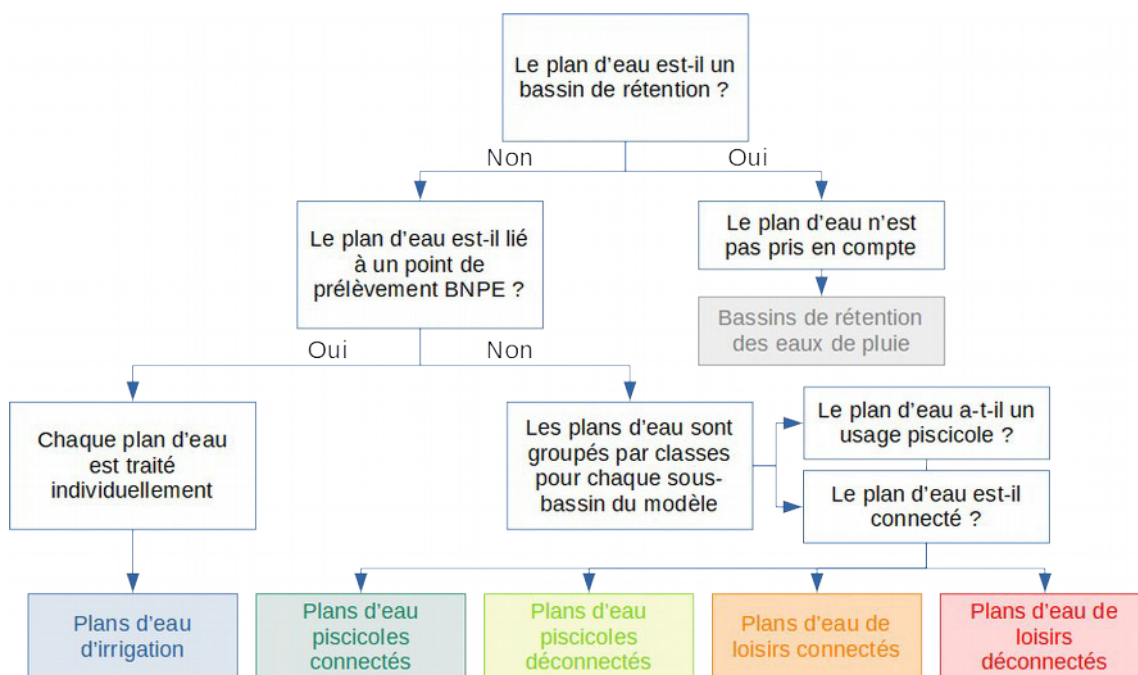 Le plan d'eau est-il un
bassin de rétention ?
Non
Oui
Le plan d'eau est-il lié
à un point de
prélèvement BNPE ?
Le plan d'eau n'est
pas pris en compte
Bassins de rétention
des eaux de pluie
Oui
Non
Chaque plan d'eau
est traité
individuellement
Les plans d'eau sont
groupés par classes
pour chaque sous-
bassin du modèle
Le plan d'eau a-t-il un
usage piscicole ?
Le plan d'eau est-il
connecté ?
Plans d'eau
d'irrigation
Plans d'eau
piscicoles
connectés
Plans d'eau
piscicoles
déconnectés
Plans d'eau de
loisirs connectés
Plans d'eau de
loisirs
déconnectés